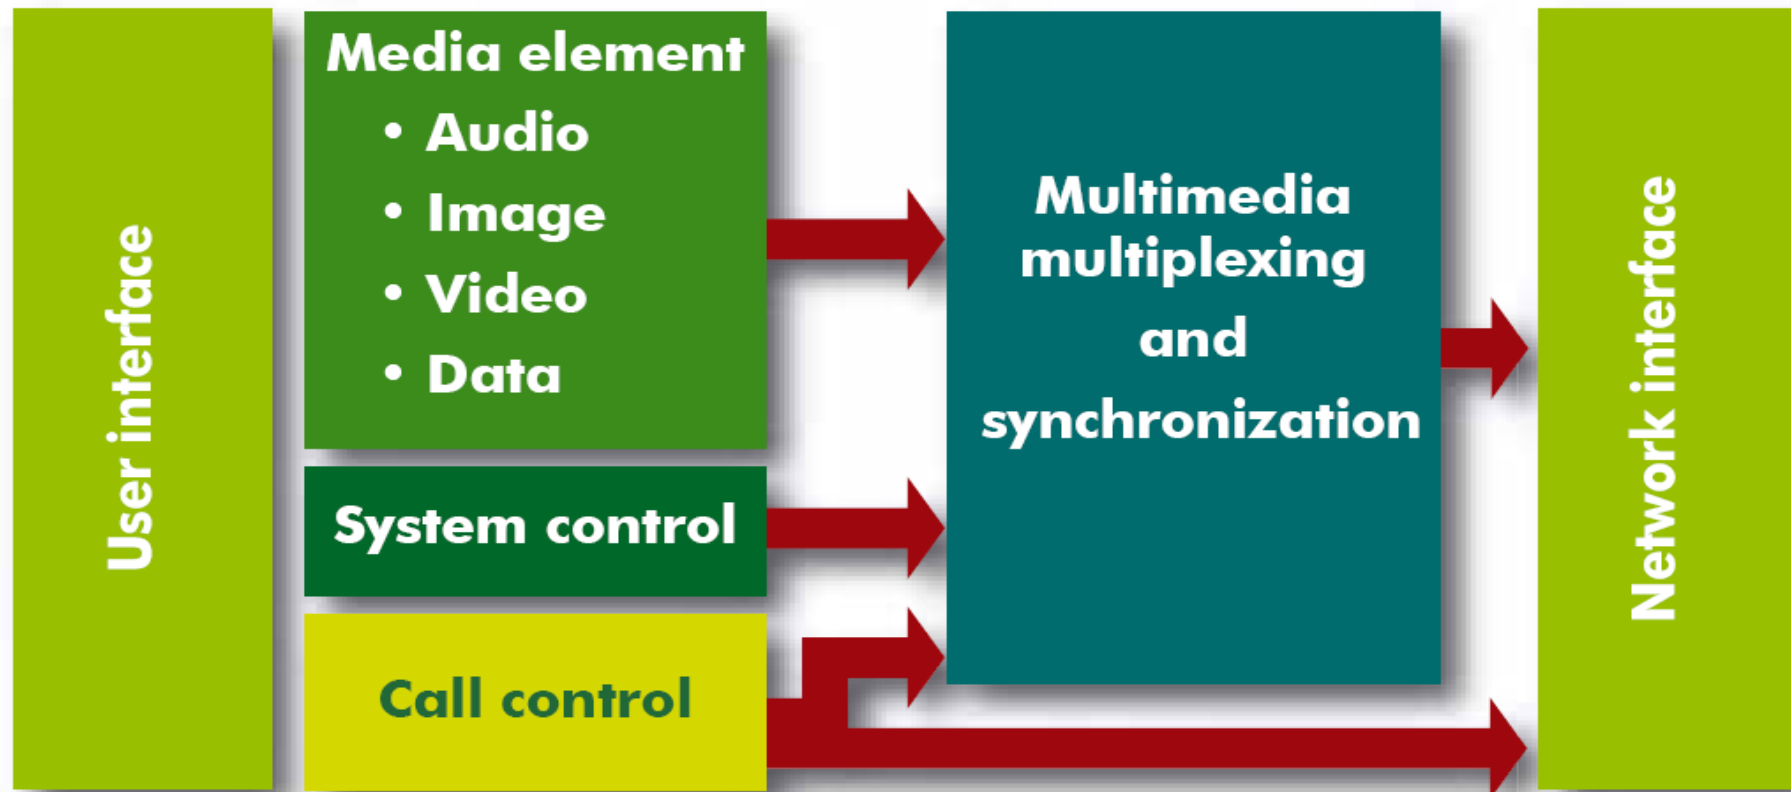 User interface
Media element
• Audio
• Image
• Video
• Data
System control
Call control
Multimedia
multiplexing
and
synchronization
Network interface